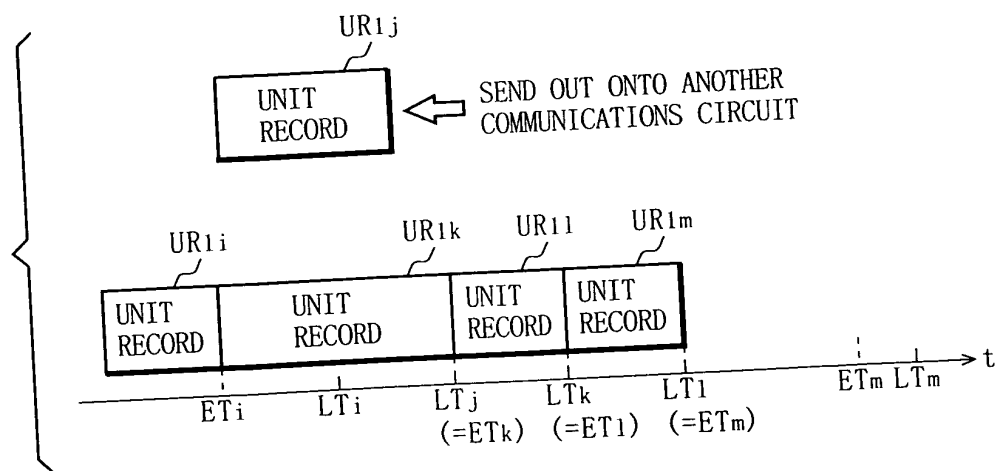 UR1j
UNIT
RECORD
SEND OUT ONTO ANOTHER
COMMUNICATIONS CIRCUIT
UR1i
UR1k
UR1l
UR1m
UNIT
RECORD
UNIT
RECORD
UNIT
RECORD
UNIT
RECORD
t
ETi
LTi
LTj
LTk
LTl
ETm
LTm
(=ETk)
(=ETl)
(=ETm)